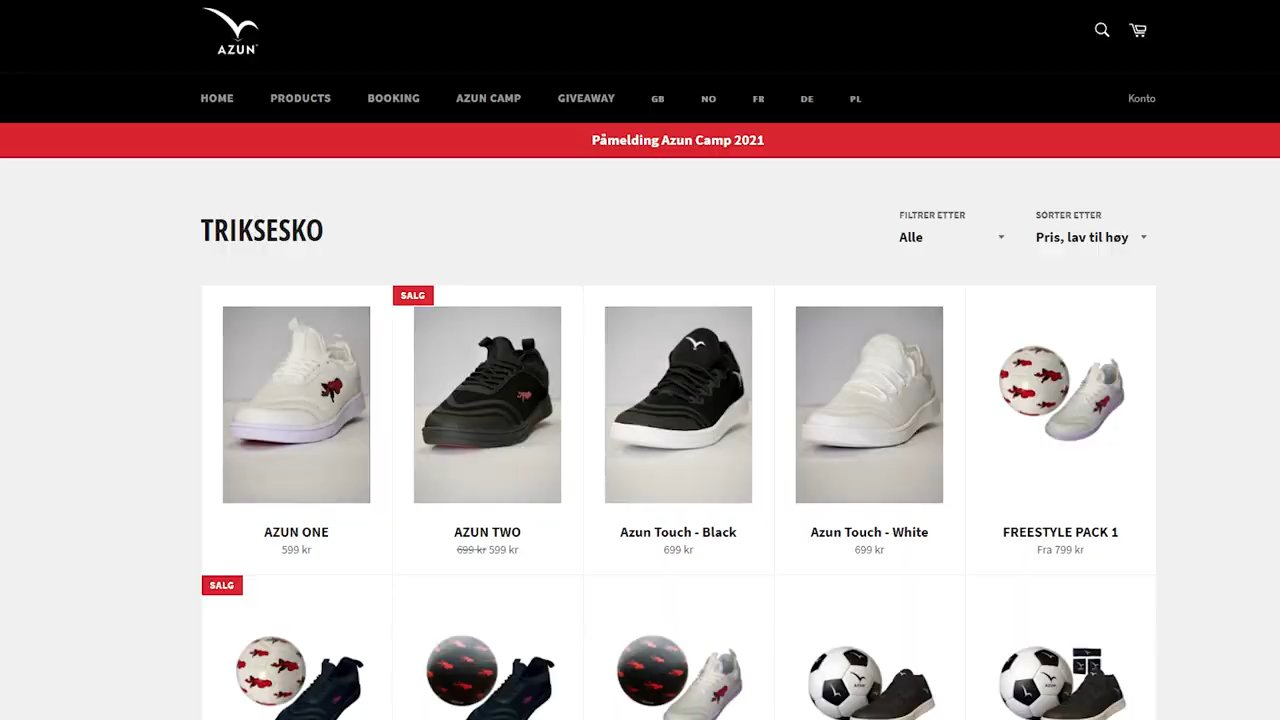 AZUN
HOME PRODUCTS BOOKING AZUN CAMP GIVEAWAY GB NO FR DE PL Konto
Påmelding Azun Camp 2021
TRIKSESKO
FILTRER ETTER
Alle
SORTER ETTER
Pris, lav til høy
SALG
AZUN ONE
599 kr
AZUN TWO
699 kr 599 kr
Azun Touch - Black
699 kr
Azun Touch - White
699 kr
FREESTYLE PACK 1
Fra 799 kr
SALG